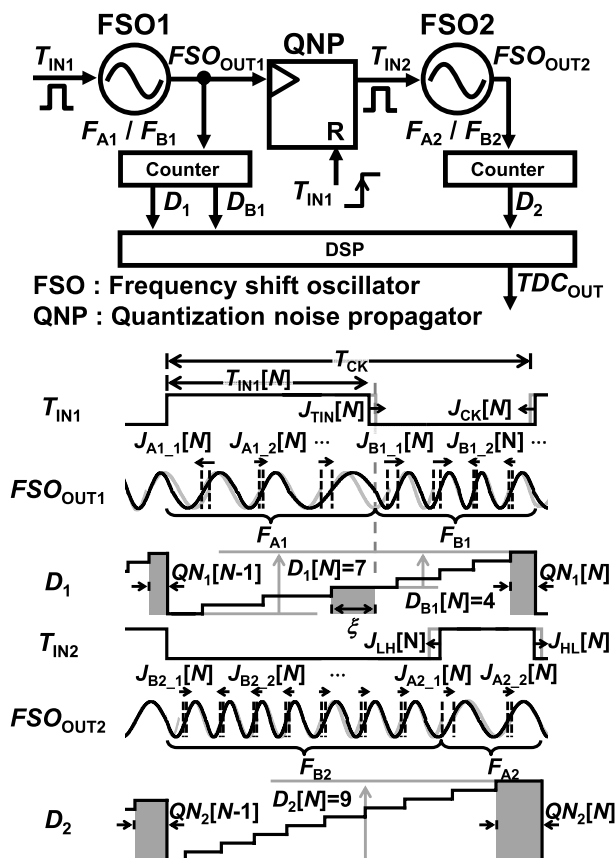 FSO1 QNP FSO2
T_IN1 FSO_OUT1 T_IN2 FSO_OUT2
F_A1 / F_B1 R F_A2 / F_B2
Counter T_IN1 Counter
D_1 D_B1 D_2
DSP
FSO : Frequency shift oscillator TDC_OUT
QNP : Quantization noise propagator
T_CK
T_IN1[N]
T_IN1 J_TIN[N] J_CK[N]
J_A1_1[N] J_A1_2[N] ... J_B1_1[N] J_B1_2[N] ...
FSO_OUT1
F_A1 F_B1
D_1 QN_1[N-1] D_1[N]=7 D_B1[N]=4 QN_1[N]
ξ
T_IN2 J_LH[N] J_HL[N]
J_B2_1[N] J_B2_2[N] ... J_A2_1[N] J_A2_2[N]
FSO_OUT2
F_B2 F_A2
D_2 QN_2[N-1] D_2[N]=9 QN_2[N]